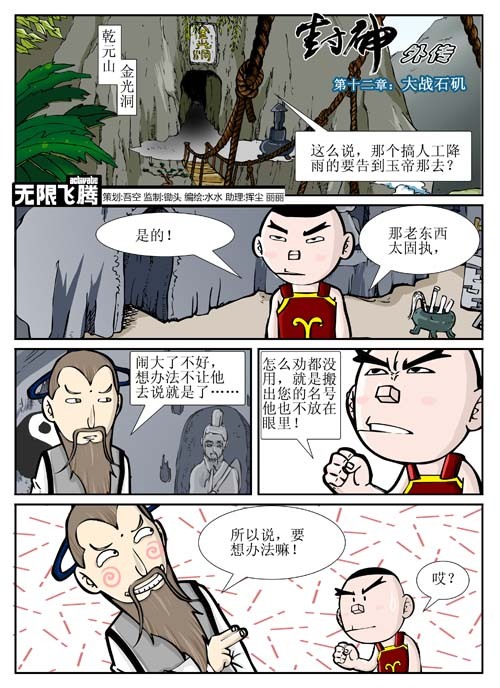 封神外传
第十二章：大战石矶
乾元山
金光洞
金光洞
这么说，那个搞人工降
雨的要告到玉帝那去？
activate
无限飞腾
策划:吾空 监制:锄头 编绘:水水 助理:挥尘 丽丽
是的！
那老东西
太固执，
闹大了不好，
想办法不让他
去说就是了……
怎么劝都没
用，就是搬
出您的名号
他也不放在
眼里！
所以说，要
想办法嘛！
哎？